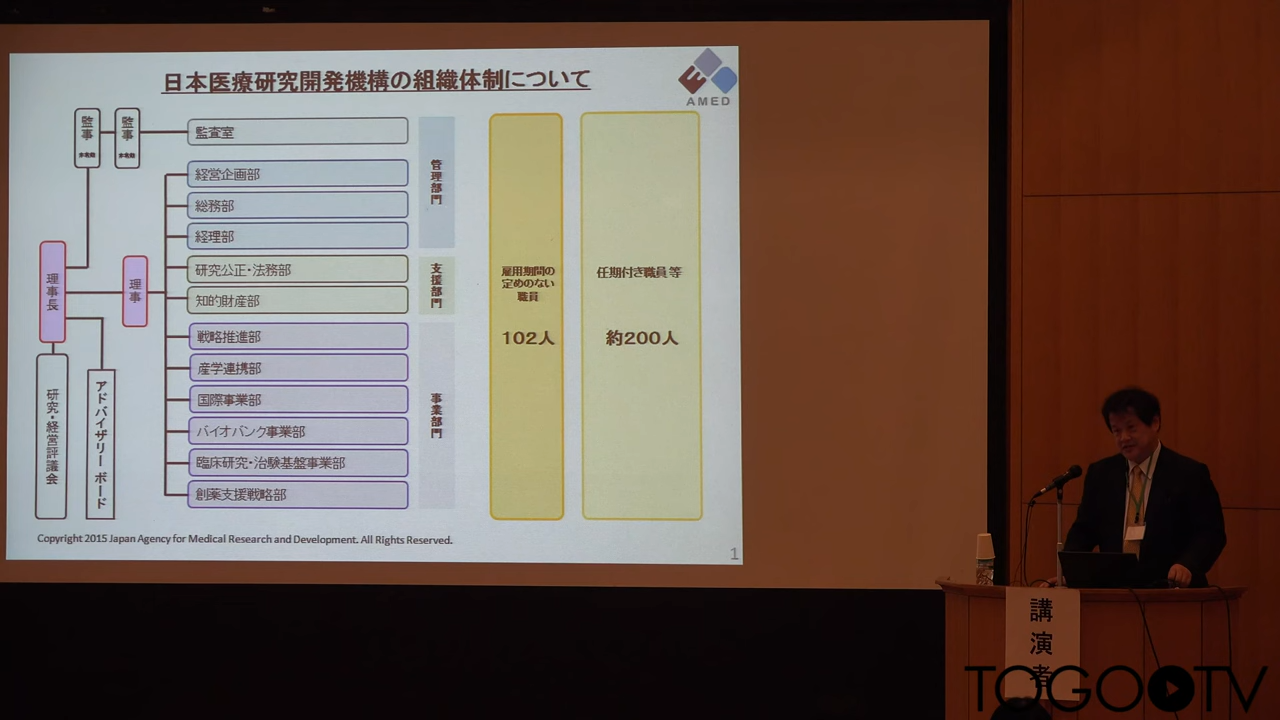 日本医療研究開発機構の組織体制について
AMED
監事
監事
監査室
経営企画部
総務部
経理部
管理部門
理事長
理事
研究公正・法務部
知的財産部
支援部門
戦略推進部
産学連携部
国際事業部
バイオバンク事業部
臨床研究・治験基盤事業部
創薬支援戦略部
事業部門
研究・経営評議会
アドバイザリーボード
雇用期間の
定めのない
職員
102人
任期付き職員等
約200人
Copyright 2015 Japan Agency for Medical Research and Development. All Rights Reserved.
1
講演者
TOGOTV